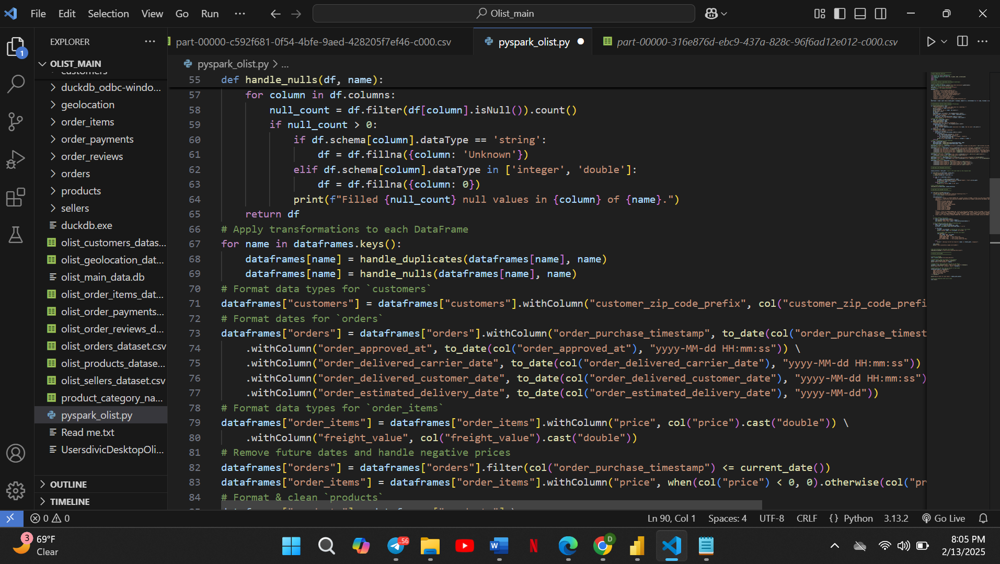 File Edit Selection View Go Run ···
Olist_main
EXPLORER ···
part-00000-c592f681-0f54-4bfe-9aed-428205f7ef46-c000.csv
pyspark_olist.py
part-00000-316e876d-ebc9-437a-828c-96f6ad12e012-c000.csv
1
OLIST_MAIN
customers
duckdb_odbc-windo...
geolocation
order_items
order_payments
order_reviews
orders
products
sellers
duckdb.exe
olist_customers_datas...
olist_geolocation_dat...
olist_main_data.db
olist_order_items_dat...
olist_order_payments...
olist_order_reviews_d...
olist_orders_dataset.csv
olist_products_datase...
olist_sellers_dataset.csv
product_category_na...
pyspark_olist.py
Read me.txt
UsersdivicDesktopOli...
OUTLINE
TIMELINE
pyspark_olist.py > ...
55 def handle_nulls(df, name):
57 for column in df.columns:
58 null_count = df.filter(df[column].isNull()).count()
59 if null_count > 0:
60 if df.schema[column].dataType == 'string':
61 df = df.fillna({column: 'Unknown'})
62 elif df.schema[column].dataType in ['integer', 'double']:
63 df = df.fillna({column: 0})
64 print(f"Filled {null_count} null values in {column} of {name}.")
65 return df
66 # Apply transformations to each DataFrame
67 for name in dataframes.keys():
68 dataframes[name] = handle_duplicates(dataframes[name], name)
69 dataframes[name] = handle_nulls(dataframes[name], name)
70 # Format data types for `customers`
71 dataframes["customers"] = dataframes["customers"].withColumn("customer_zip_code_prefix", col("customer_zip_code_prefi
72 # Format dates for `orders`
73 dataframes["orders"] = dataframes["orders"].withColumn("order_purchase_timestamp", to_date(col("order_purchase_timest
74 .withColumn("order_approved_at", to_date(col("order_approved_at"), "yyyy-MM-dd HH:mm:ss")) \
75 .withColumn("order_delivered_carrier_date", to_date(col("order_delivered_carrier_date"), "yyyy-MM-dd HH:mm:ss"))
76 .withColumn("order_delivered_customer_date", to_date(col("order_delivered_customer_date"), "yyyy-MM-dd HH:mm:ss")
77 .withColumn("order_estimated_delivery_date", to_date(col("order_estimated_delivery_date"), "yyyy-MM-dd"))
78 # Format data types for `order_items`
79 dataframes["order_items"] = dataframes["order_items"].withColumn("price", col("price").cast("double")) \
80 .withColumn("freight_value", col("freight_value").cast("double"))
81 # Remove future dates and handle negative prices
82 dataframes["orders"] = dataframes["orders"].filter(col("order_purchase_timestamp") <= current_date())
83 dataframes["order_items"] = dataframes["order_items"].withColumn("price", when(col("price") < 0, 0).otherwise(col("pr
84 # Format & clean `products`
0 0
Ln 90, Col 1 Spaces: 4 UTF-8 CRLF {} Python 3.13.2 Go Live
3
69°F
Clear
..56
W
N
D
8:05 PM
2/13/2025